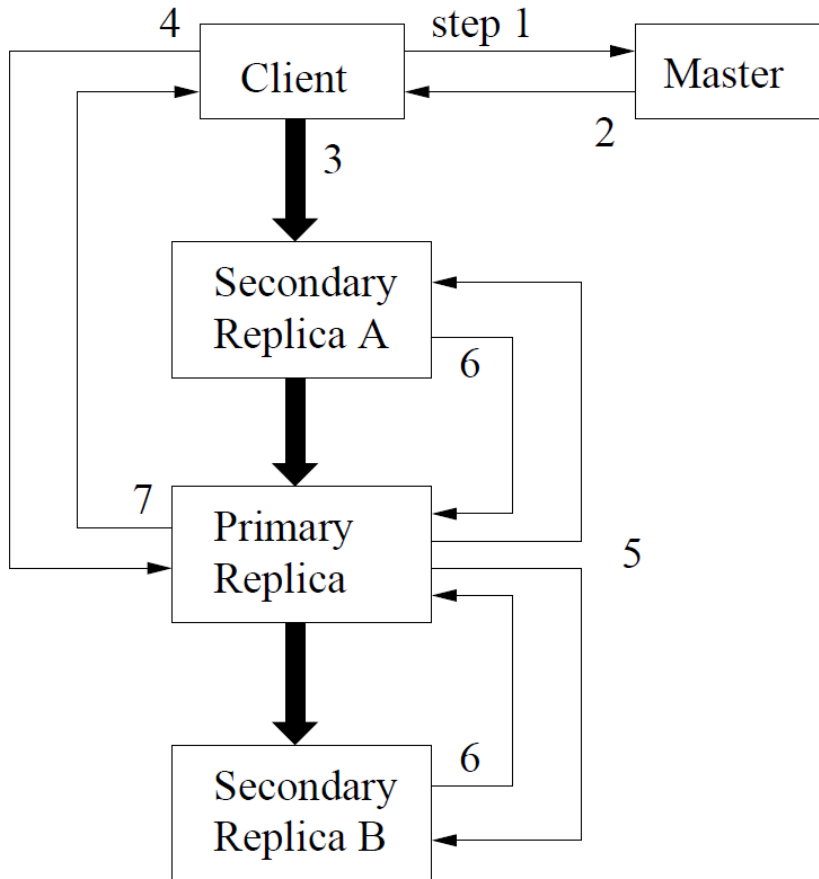 4
step 1
Client
Master
2
3
Secondary
Replica A
6
7
Primary
Replica
5
6
Secondary
Replica B